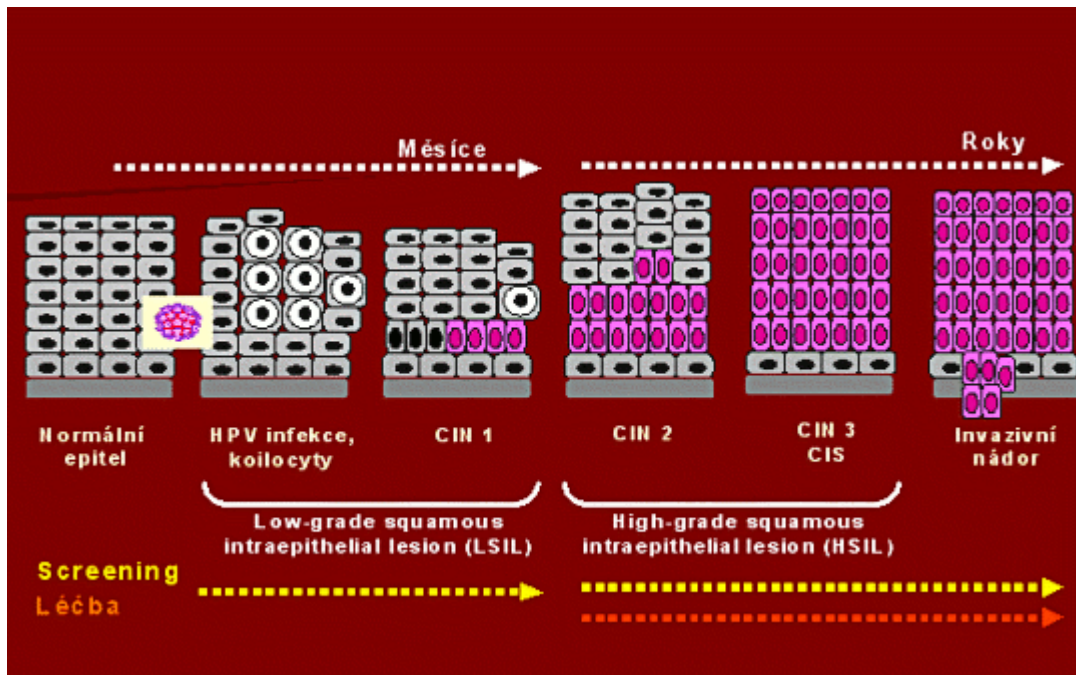 Měsíce
Roky
Normální
epitel
HPV infekce,
koilocyty
CIN 1
CIN 2
CIN 3
CIS
Invazivní
nádor
Low-grade squamous
intraepithelial lesion (LSIL)
High-grade squamous
intraepithelial lesion (HSIL)
Screening
Léčba